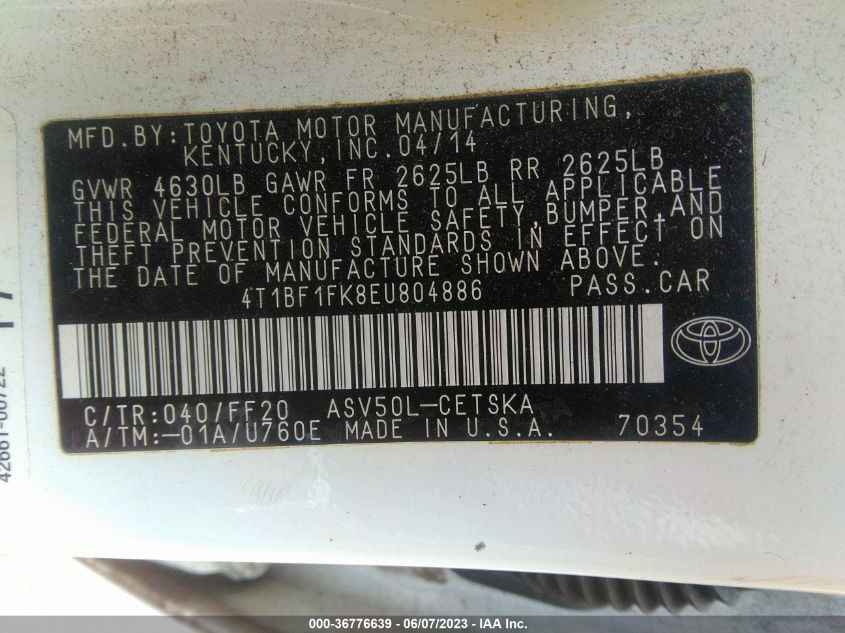 MFD. BY: TOYOTA MOTOR MANUFACTURING,
KENTUCKY, INC. 04/14
GVWR 4630LB GAWR FR 2625LB RR 2625LB
THIS VEHICLE CONFORMS TO ALL APPLICABLE
FEDERAL MOTOR VEHICLE SAFETY, BUMPER, AND
THEFT PREVENTION STANDARDS IN EFFECT ON
THE DATE OF MANUFACTURE SHOWN ABOVE.
4T1BF1FK8EU804886 PASS. CAR
C/TR: 040/FF20 ASV50L-CETSKA
A/TM: -01A/U760E MADE IN U.S.A. 70354
42661-06722
000-36776639 - 06/07/2023 - IAA Inc.